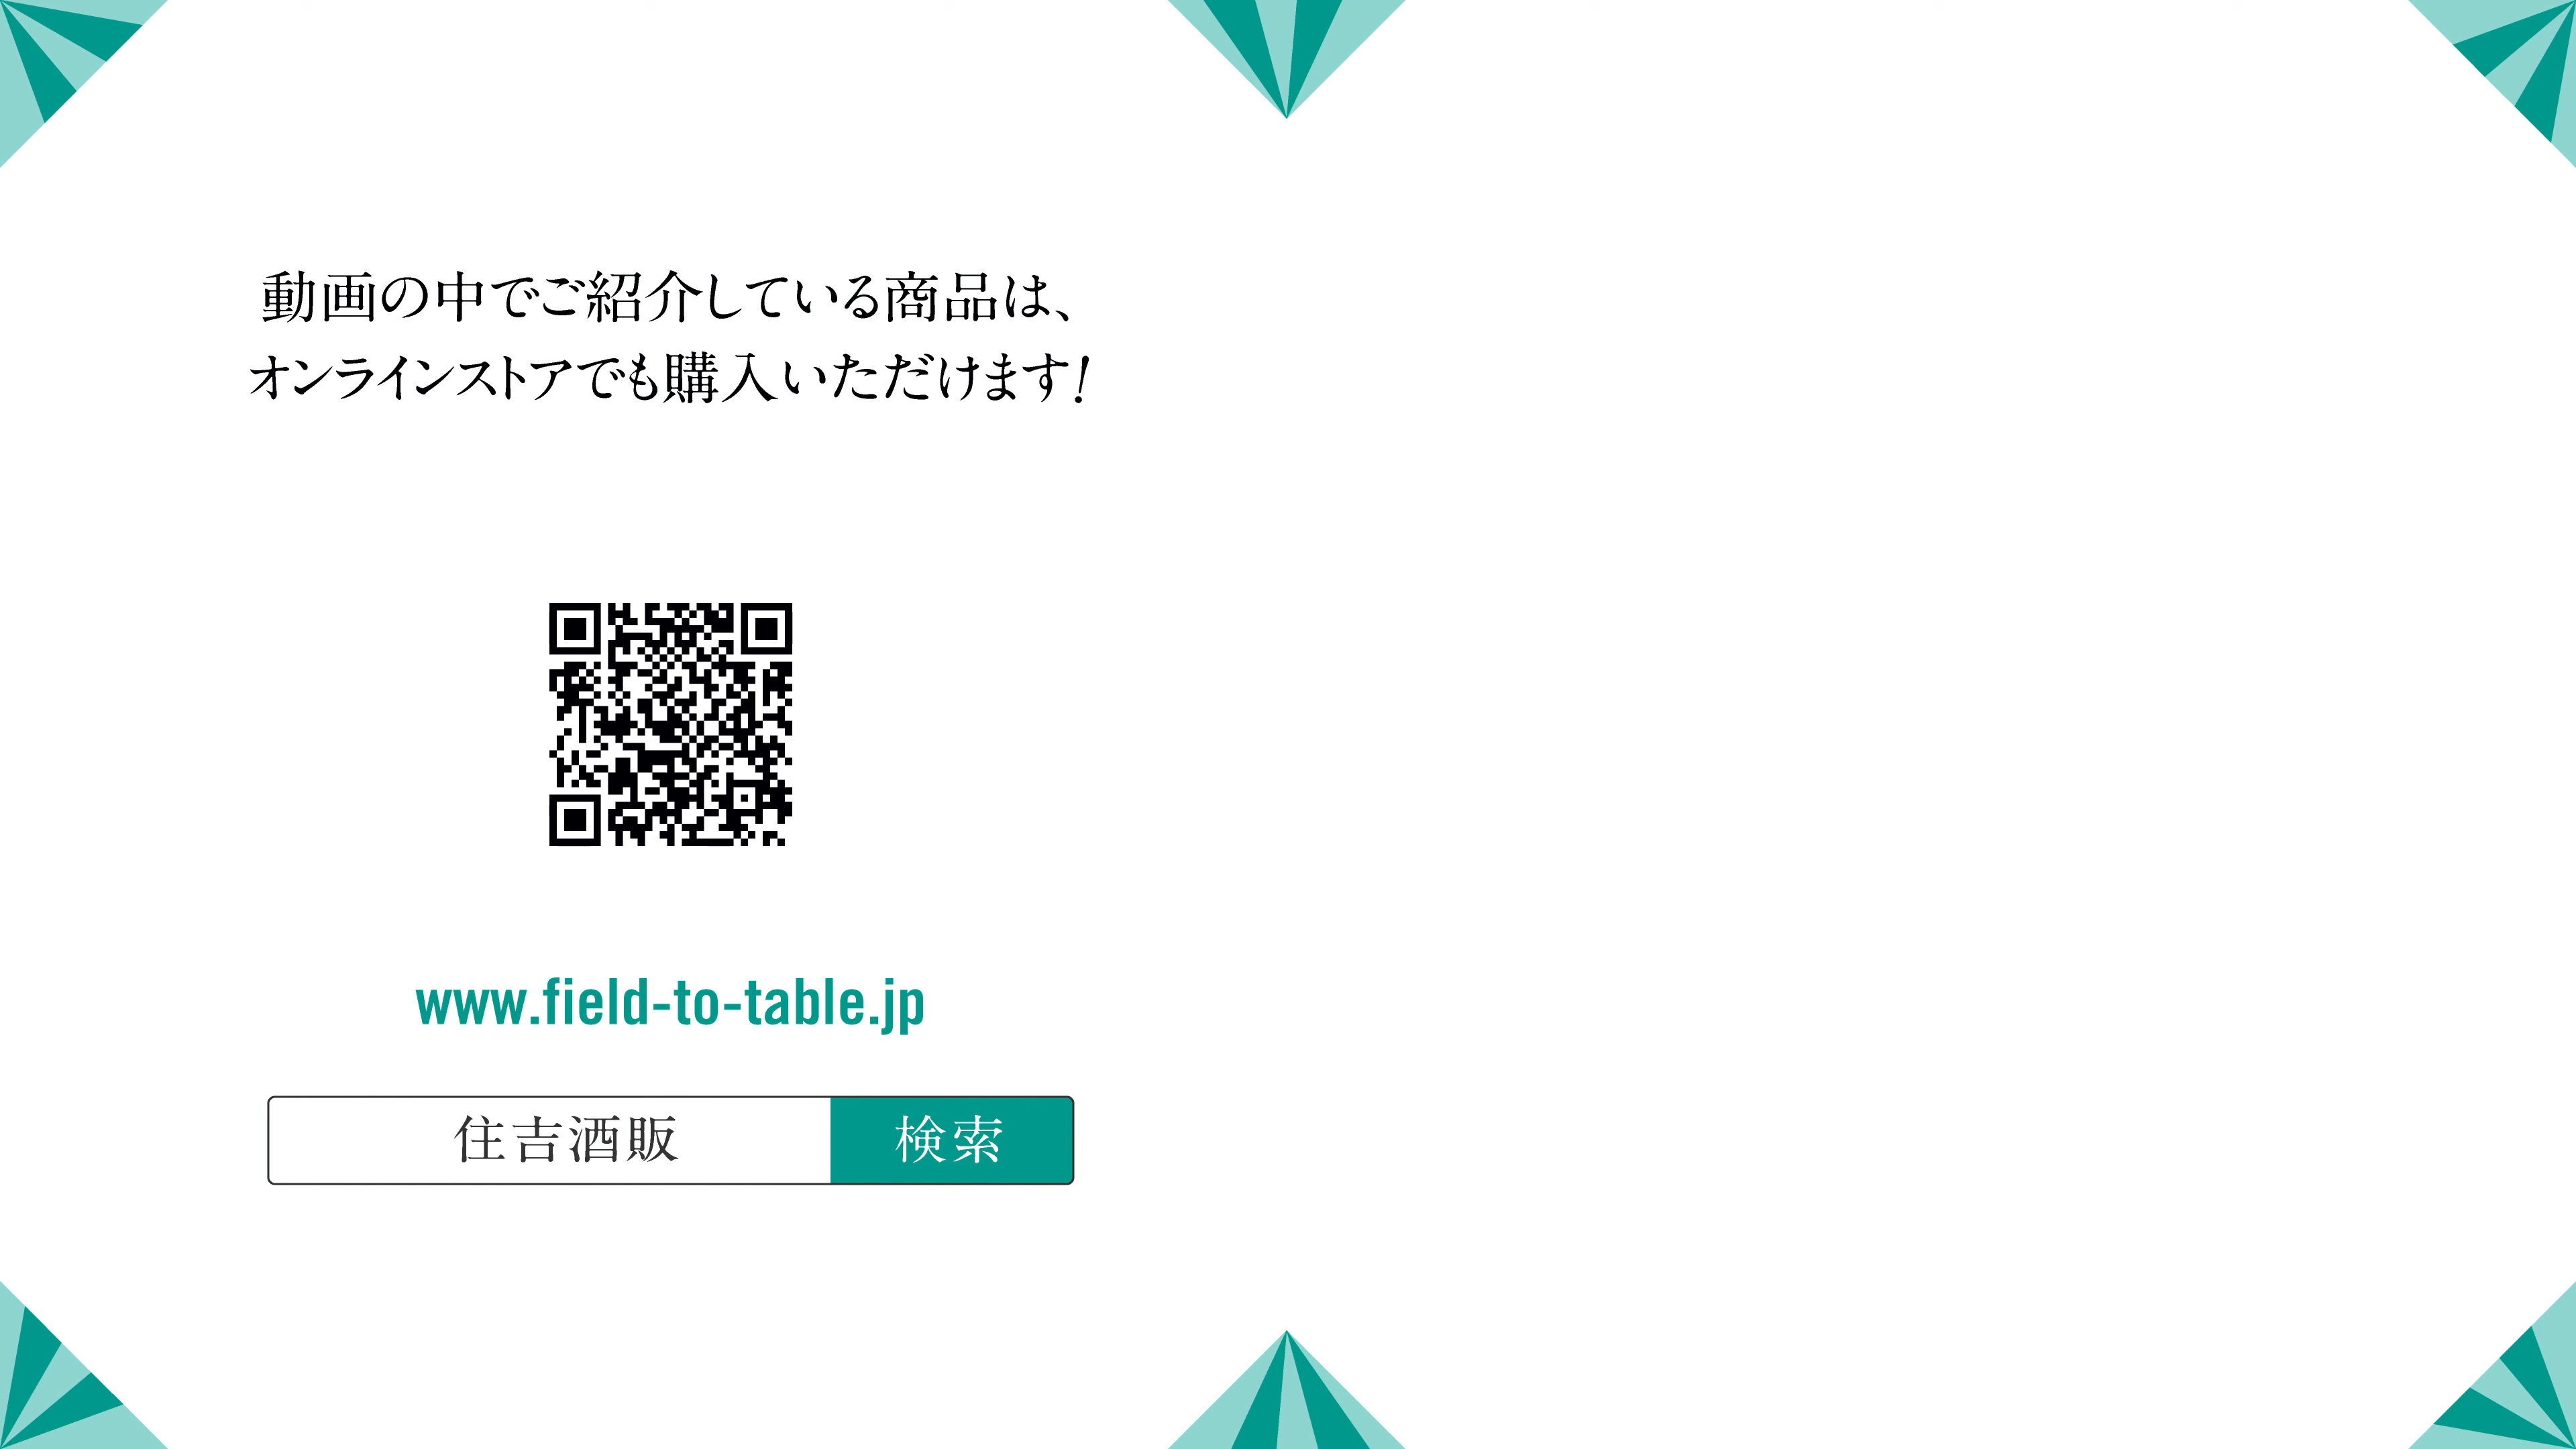 動画の中でご紹介している商品は、
オンラインストアでも購入いただけます!
www.field-to-table.jp
住吉酒販 検索